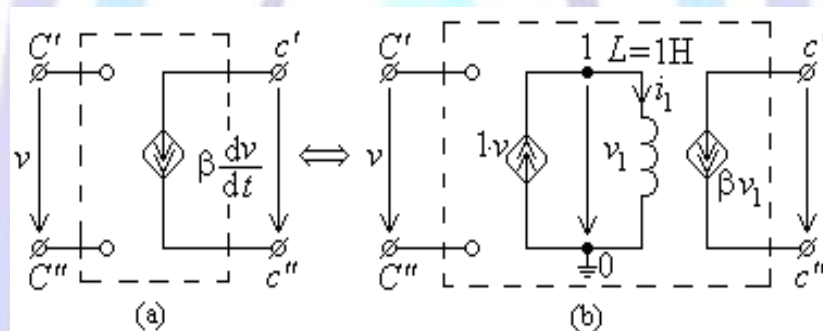 C′
c′
v
β dv/dt
C″
c″
(a)
⇔
C′
1
L=1H
c′
i₁
v
1·v
v₁
βv₁
C″
0
c″
(b)